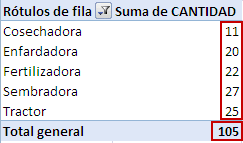 Rótulos de fila Suma de CANTIDAD
Cosechadora 11
Enfardadora 20
Fertilizadora 22
Sembradora 27
Tractor 25
Total general 105